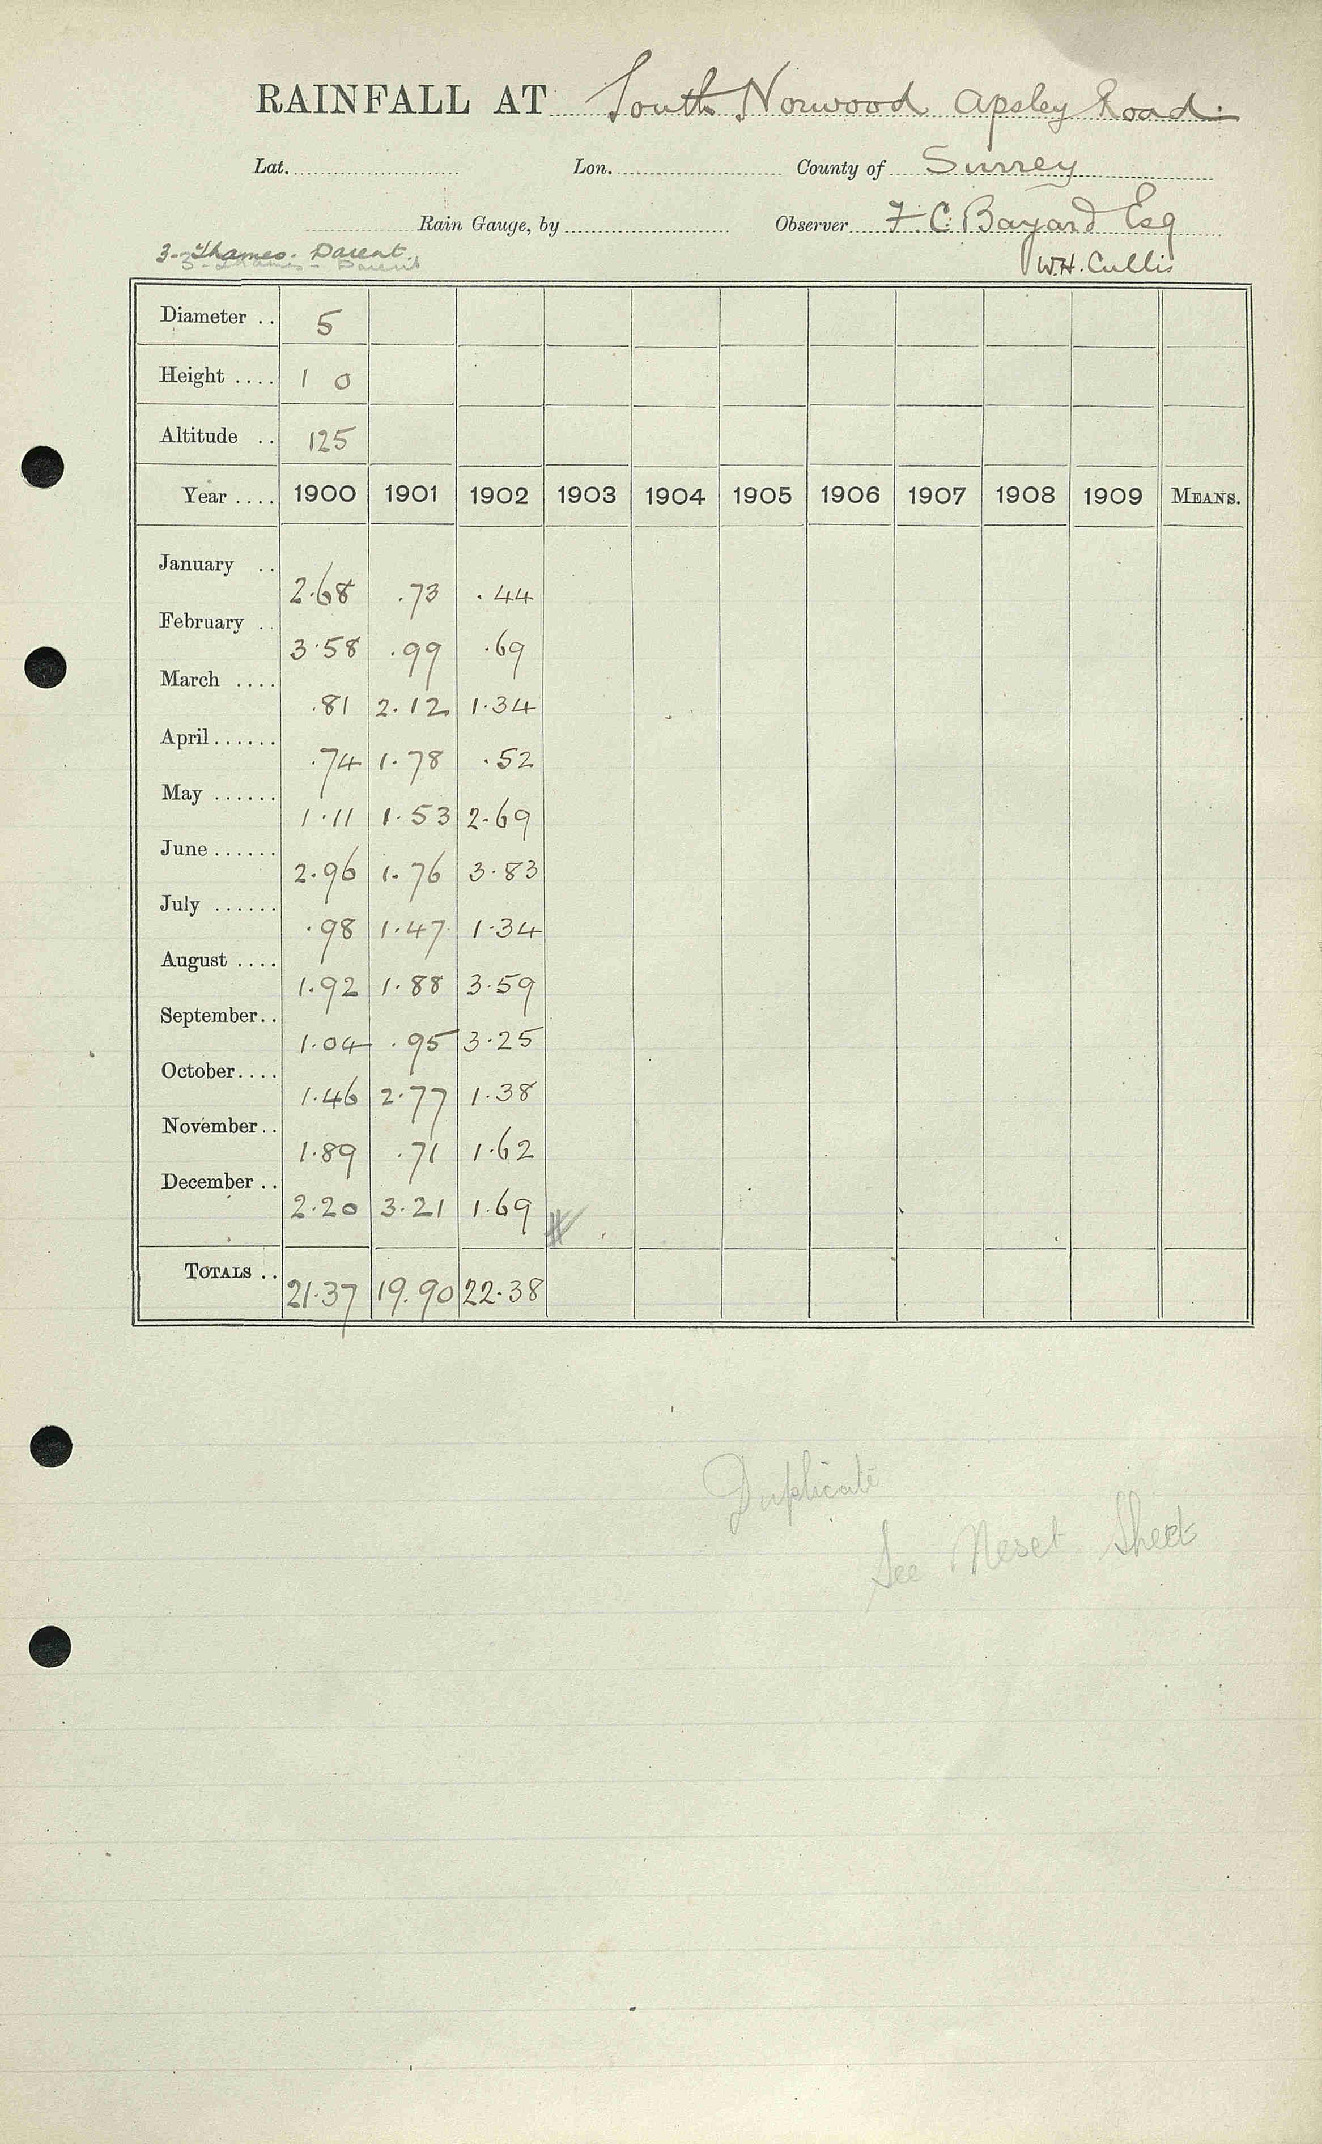 RAINFALL AT South Norwood Apsley Road
Lat. Lon. County of Surrey
Rain Gauge, by Observer F. C. Bayard Esq
3. Thames. Parent. W.H. Cullis
Diameter .. 5
Height .... 1 0
Altitude .. 125
Year .... 1900 1901 1902 1903 1904 1905 1906 1907 1908 1909 MEANS.
January .. 2.68 .73 .44
February .. 3.58 .99 .69
March .... .81 2.12 1.34
April ...... .74 1.78 .52
May ...... 1.11 1.53 2.69
June ...... 2.96 1.76 3.83
July ...... .98 1.47 1.34
August .... 1.92 1.88 3.59
September .. 1.04 .95 3.25
October .... 1.46 2.77 1.38
November .. 1.89 .71 1.62
December .. 2.20 3.21 1.69
TOTALS .. 21.37 19.90 22.38
Duplicate
See Sheet